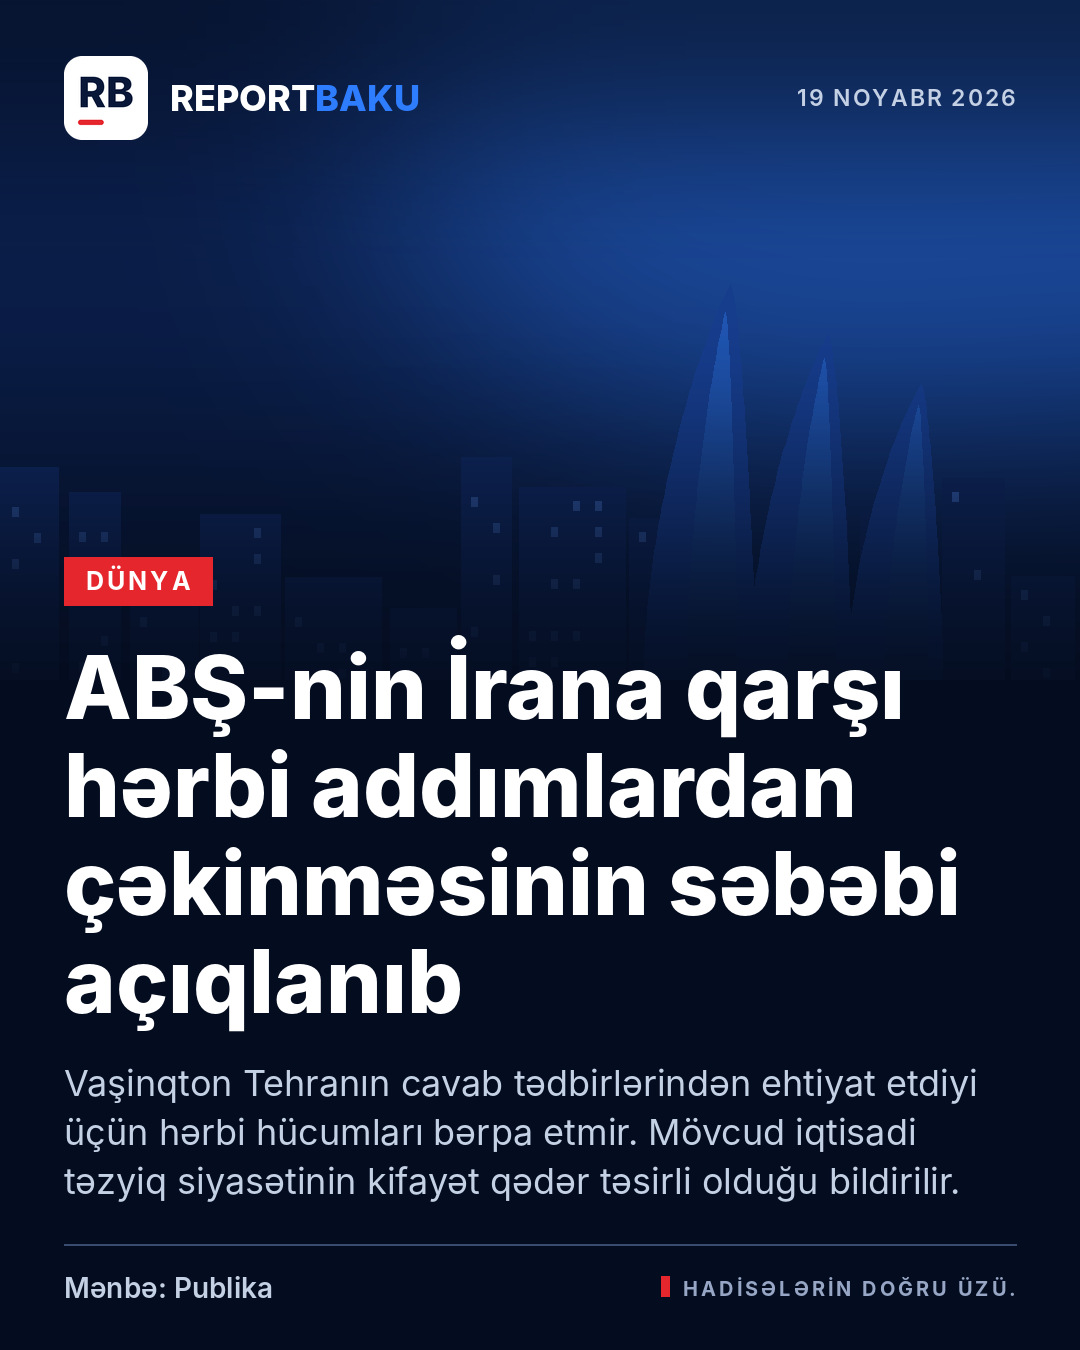 RB
REPORTBAKU
19 NOYABR 2026
DÜNYA
ABŞ-nin İrana qarşı
hərbi addımlardan
çəkinməsinin səbəbi
açıqlanıb
Vaşinqton Tehranın cavab tədbirlərindən ehtiyat etdiyi
üçün hərbi hücumları bərpa etmir. Mövcud iqtisadi
təzyiq siyasətinin kifayət qədər təsirli olduğu bildirilir.
Mənbə: Publika
HADİSƏLƏRİN DOĞRU ÜZÜ.